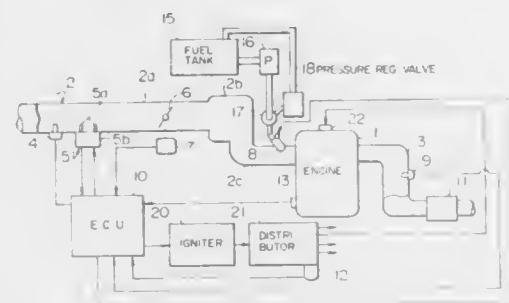 15
FUEL
TANK
16
P
18 PRESSURE REG. VALVE
2
5a
2a
6
2b
17
22
1
3
4
5
5b
7
8
9
10
2c
13
ENGINE
11
ECU
20
21
IGNITER
DISTRI
BUTOR
12